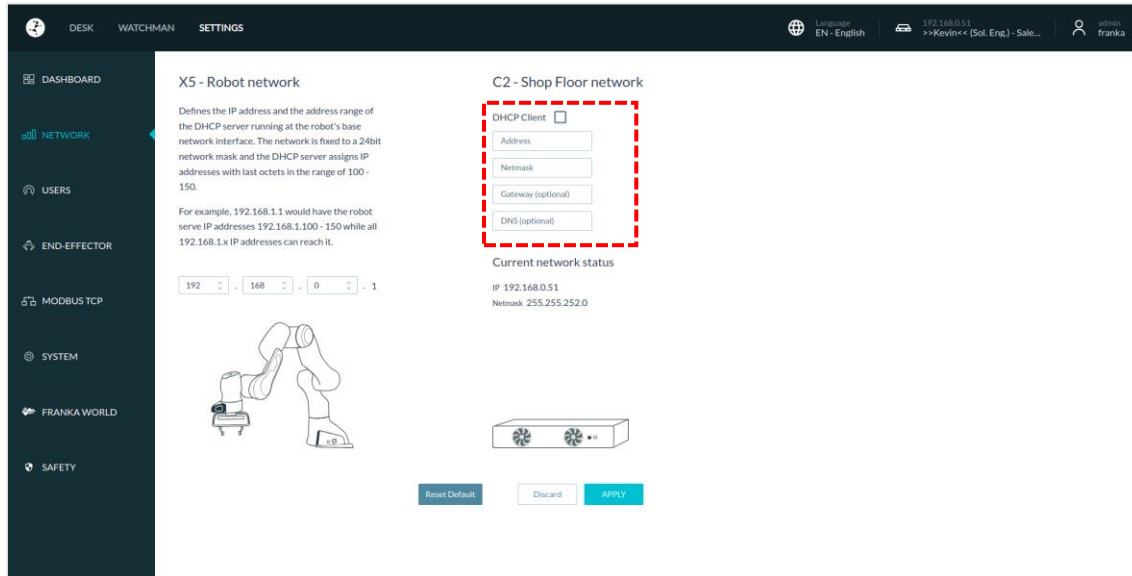 DESK WATCHMAN SETTINGS
Language
EN - English
192.168.0.51
>>Kevin<< (Sol. Eng.) - Sale...
admin
franka
DASHBOARD
NETWORK
USERS
END-EFFECTOR
MODBUS TCP
SYSTEM
FRANKA WORLD
SAFETY
X5 - Robot network
Defines the IP address and the address range of
the DHCP server running at the robot's base
network interface. The network is fixed to a 24bit
network mask and the DHCP server assigns IP
addresses with last octets in the range of 100 -
150.
For example, 192.168.1.1 would have the robot
serve IP addresses 192.168.1.100 - 150 while all
192.168.1.x IP addresses can reach it.
192 . 168 . 0 . 1
C2 - Shop Floor network
DHCP Client
Address
Netmask
Gateway (optional)
DNS (optional)
Current network status
IP 192.168.0.51
Netmask 255.255.252.0
Reset Default Discard APPLY